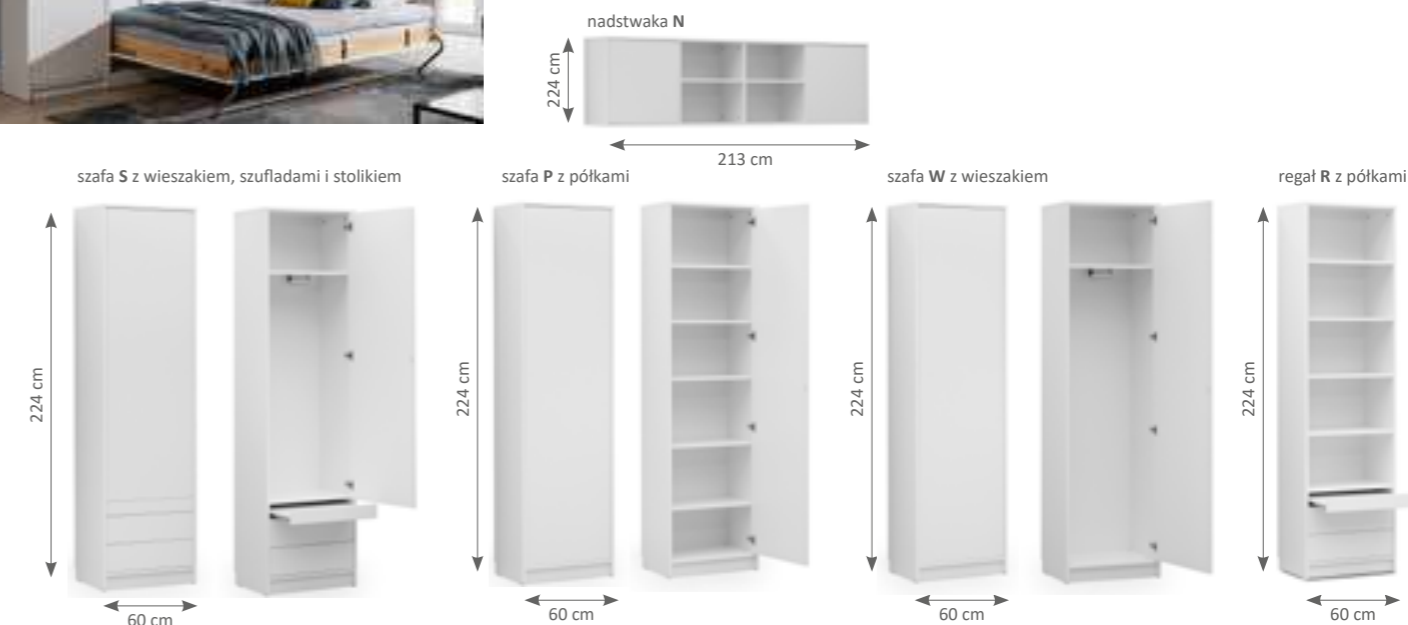 nadstwaka N
224 cm
213 cm
szafa S z wieszakiem, szufladami i stolikiem
szafa P z półkami
szafa W z wieszakiem
regał R z półkami
224 cm
224 cm
224 cm
224 cm
60 cm
60 cm
60 cm
60 cm